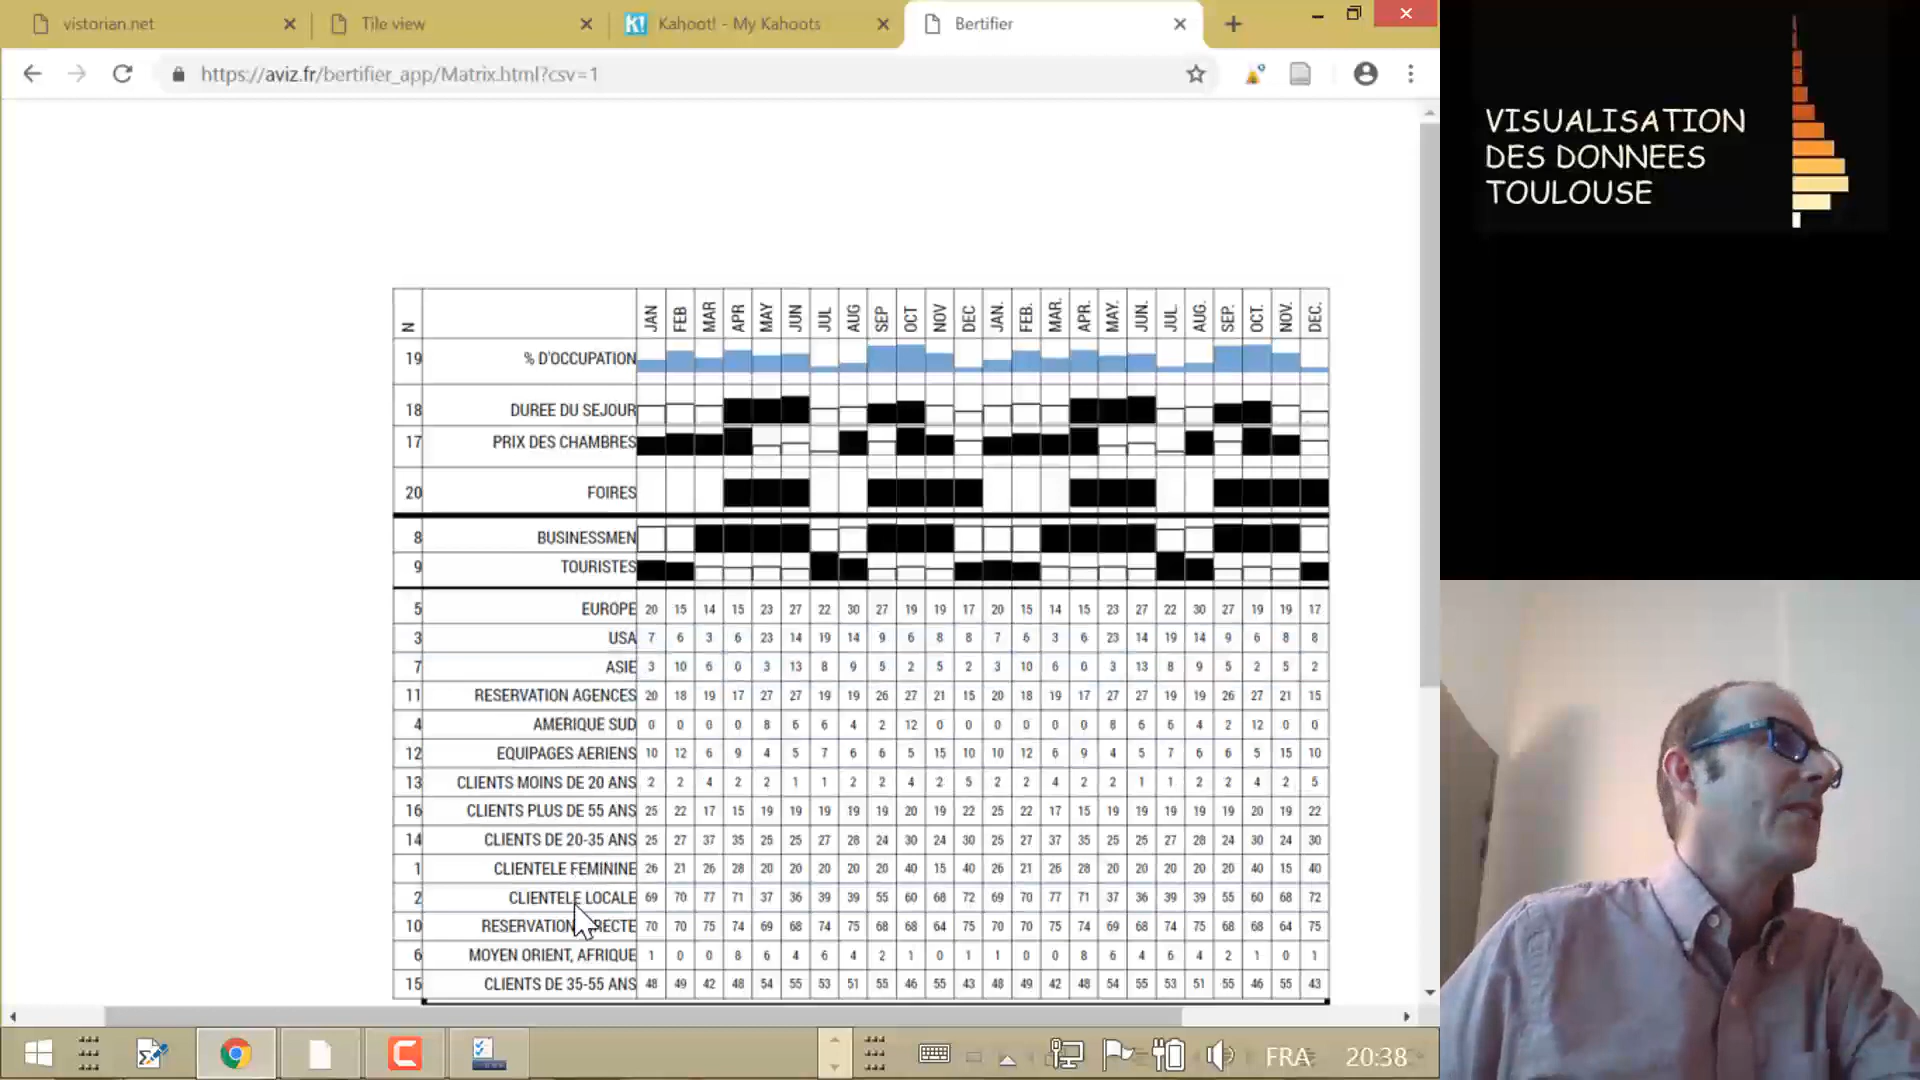 vistorian.net
Tile view
K! Kahoot! - My Kahoots
Bertifier
https://aviz.fr/bertifier_app/Matrix.html?csv=1
VISUALISATION
DES DONNEES
TOULOUSE
N JAN FEB MAR APR MAY JUN JUL AUG SEP OCT NOV DEC JAN. FEB. MAR. APR. MAY. JUN. JUL. AUG. SEP. OCT. NOV. DEC.
19 % D'OCCUPATION
18 DUREE DU SEJOUR
17 PRIX DES CHAMBRES
20 FOIRES
8 BUSINESSMEN
9 TOURISTES
5 EUROPE 20 15 14 15 23 27 22 30 27 19 19 17 20 15 14 15 23 27 22 30 27 19 19 17
3 USA 7 6 3 6 23 14 19 14 9 6 8 8 7 6 3 6 23 14 19 14 9 6 8 8
7 ASIE 3 10 6 0 3 13 8 9 5 2 5 2 3 10 6 0 3 13 8 9 5 2 5 2
11 RESERVATION AGENCES 20 18 19 17 27 27 19 19 26 27 21 15 20 18 19 17 27 27 19 19 26 27 21 15
4 AMERIQUE SUD 0 0 0 0 8 6 6 4 2 12 0 0 0 0 0 0 8 6 6 4 2 12 0 0
12 EQUIPAGES AERIENS 10 12 6 9 4 5 7 6 6 5 15 10 10 12 6 9 4 5 7 6 6 5 15 10
13 CLIENTS MOINS DE 20 ANS 2 2 4 2 2 1 1 2 2 4 2 5 2 2 4 2 2 1 1 2 2 4 2 5
16 CLIENTS PLUS DE 55 ANS 25 22 17 15 19 19 19 19 19 20 19 22 25 22 17 15 19 19 19 19 19 20 19 22
14 CLIENTS DE 20-35 ANS 25 27 37 35 25 25 27 28 24 30 24 30 25 27 37 35 25 25 27 28 24 30 24 30
1 CLIENTELE FEMININE 26 21 26 28 20 20 20 20 20 40 15 40 26 21 26 28 20 20 20 20 20 40 15 40
2 CLIENTELE LOCALE 69 70 77 71 37 36 39 39 55 60 68 72 69 70 77 71 37 36 39 39 55 60 68 72
10 RESERVATION 70 70 75 74 69 68 74 75 68 68 64 75 70 70 75 74 69 68 74 75 68 68 64 75
6 MOYEN ORIENT, AFRIQUE 1 0 0 8 6 4 6 4 2 1 0 1 1 0 0 8 6 4 6 4 2 1 0 1
15 CLIENTS DE 35-55 ANS 48 49 42 48 54 55 53 51 55 46 55 43 48 49 42 48 54 55 53 51 55 46 55 43
FRA 20:38